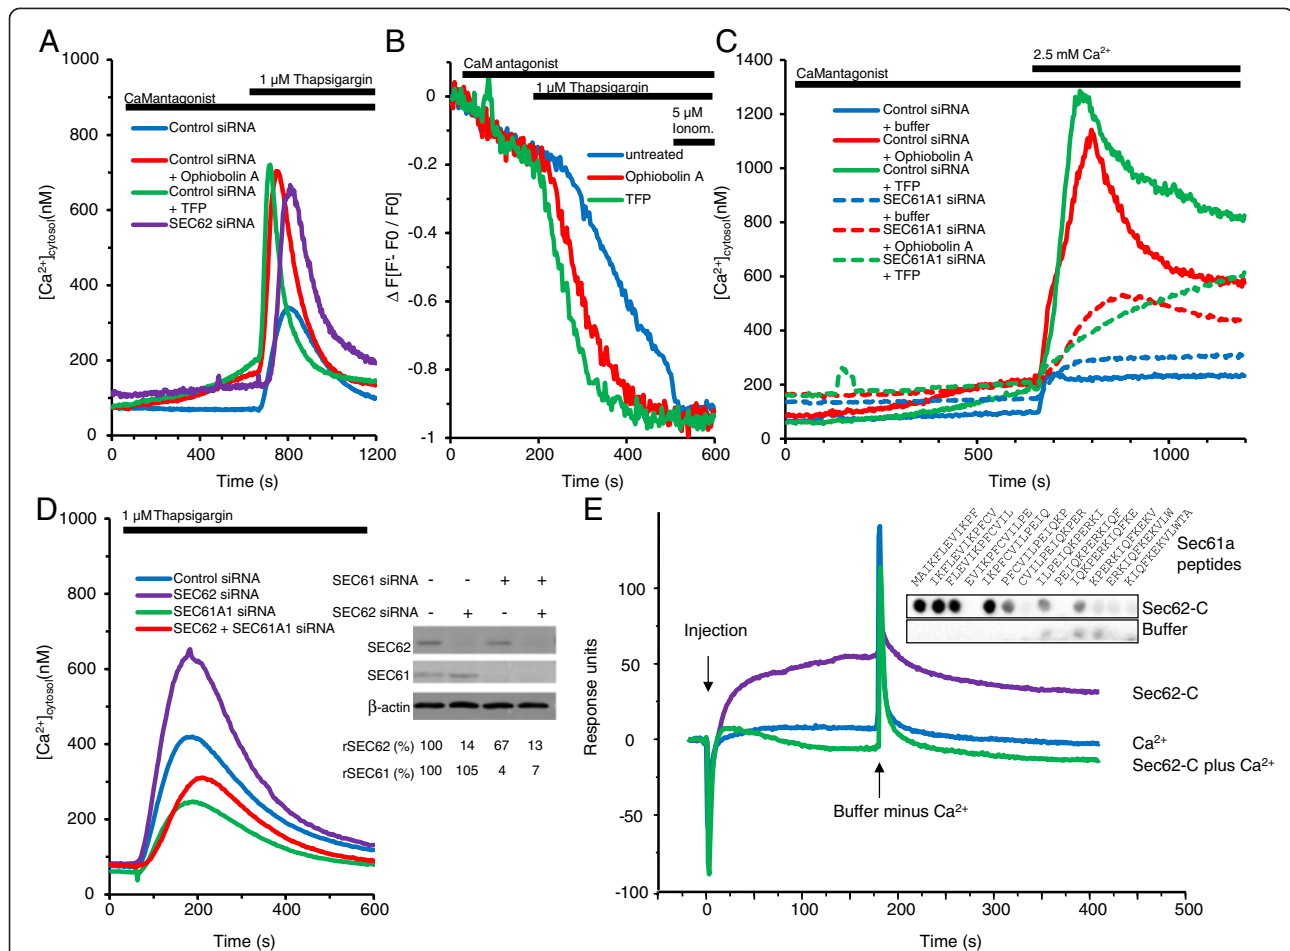 A
1000
800
600
400
200
0
[Ca2+]cytosol(nM)
1 µM Thapsigargin
CaMantagonist
Control siRNA
Control siRNA
+ Ophiobolin A
Control siRNA
+ TFP
SEC62 siRNA
0 400 800 1200
Time (s)
B
CaM antagonist
1 µM Thapsigargin
5 µM
Ionom.
untreated
Ophiobolin A
TFP
0
-0.2
-0.4
-0.6
-0.8
-1
Δ F[F'- F0 / F0]
0 200 400 600
Time (s)
C
2.5 mM Ca2+
CaMantagonist
1400
1200
1000
800
600
400
200
0
[Ca2+]cytosol(nM)
Control siRNA
+ buffer
Control siRNA
+ Ophiobolin A
Control siRNA
+ TFP
SEC61A1 siRNA
+ buffer
SEC61A1 siRNA
+ Ophiobolin A
SEC61A1 siRNA
+ TFP
0 500 1000
Time (s)
D
1000
800
600
400
200
0
[Ca2+]cytosol(nM)
1 µM Thapsigargin
Control siRNA
SEC62 siRNA
SEC61A1 siRNA
SEC62 + SEC61A1 siRNA
0 200 400 600
Time (s)
SEC61 siRNA - - + +
SEC62 siRNA - + - +
SEC62
SEC61
β-actin
rSEC62 (%) 100 14 67 13
rSEC61 (%) 100 105 4 7
E
100
50
0
-50
-100
Response units
Injection
Buffer minus Ca2+
MAIKFLEVIKPF
IKFLEVIKPFCV
FLEVIKPFCVIL
EVIKPFCVILPE
IKPFCVILPEIQ
PFCVILPEIQKP
CVILPEIQKPER
ILPEIQKPERKI
PEIQKPERKIQF
IQKPERKIQFKE
KPERKIQFKEKV
ERKIQFKEKVLW
KIQFKEKVLWTA
Sec61a
peptides
Sec62-C
Buffer
Sec62-C
Ca2+
Sec62-C plus Ca2+
0 100 200 300 400 500
Time (s)